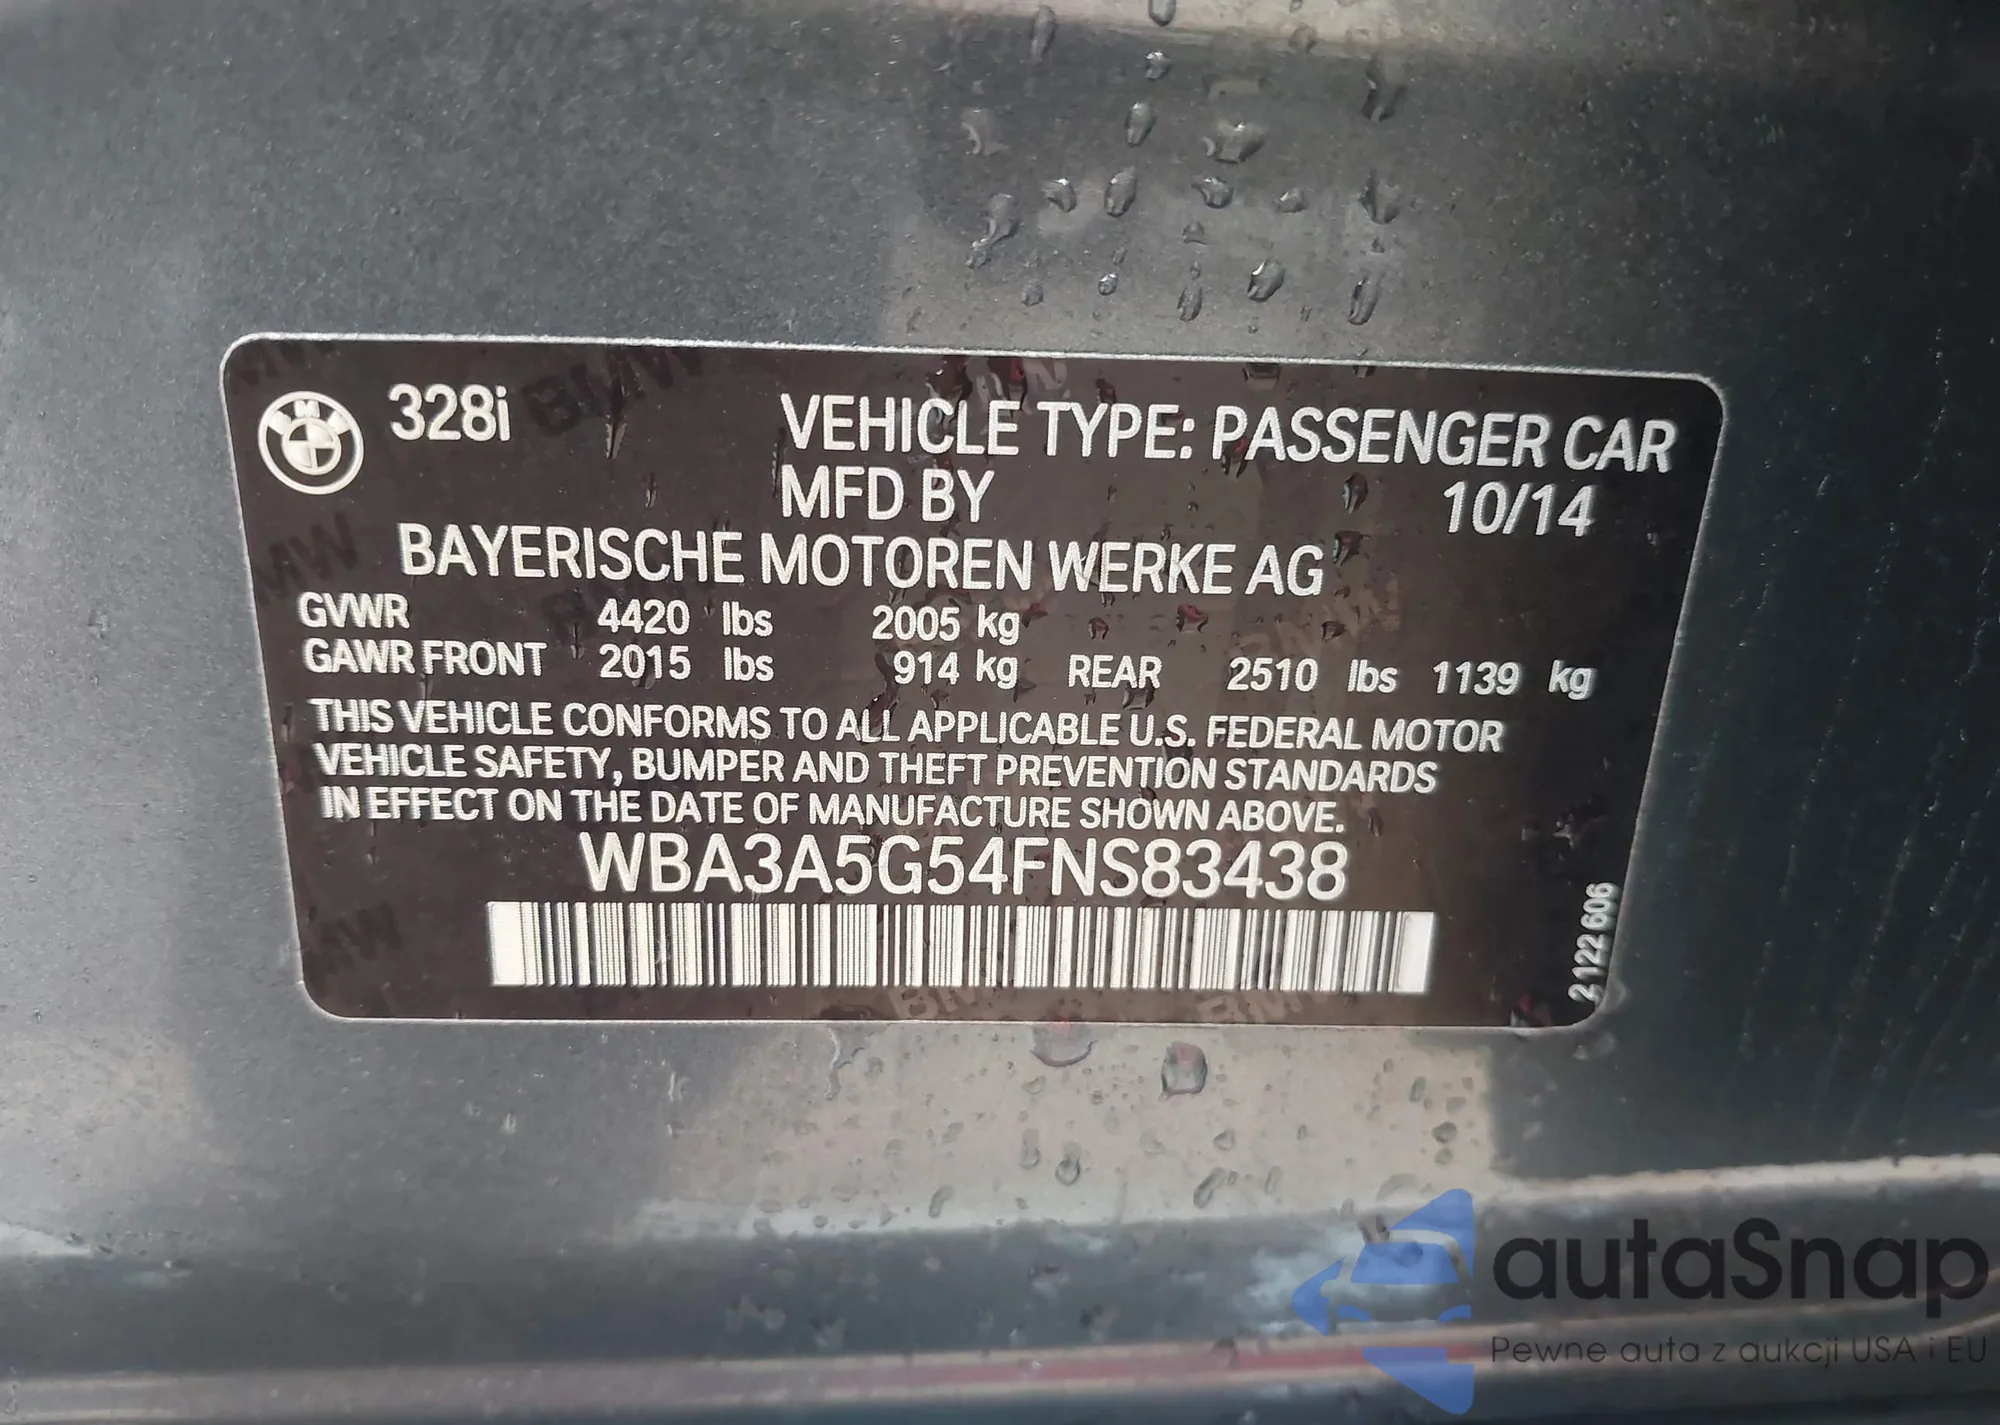 328i
VEHICLE TYPE: PASSENGER CAR
MFD BY 10/14
BAYERISCHE MOTOREN WERKE AG
GVWR 4420 lbs 2005 kg
GAWR FRONT 2015 lbs 914 kg REAR 2510 lbs 1139 kg
THIS VEHICLE CONFORMS TO ALL APPLICABLE U.S. FEDERAL MOTOR
VEHICLE SAFETY, BUMPER AND THEFT PREVENTION STANDARDS
IN EFFECT ON THE DATE OF MANUFACTURE SHOWN ABOVE.
WBA3A5G54FNS83438
2122606
autaSnap
Pewne auta z aukcji USA i EU